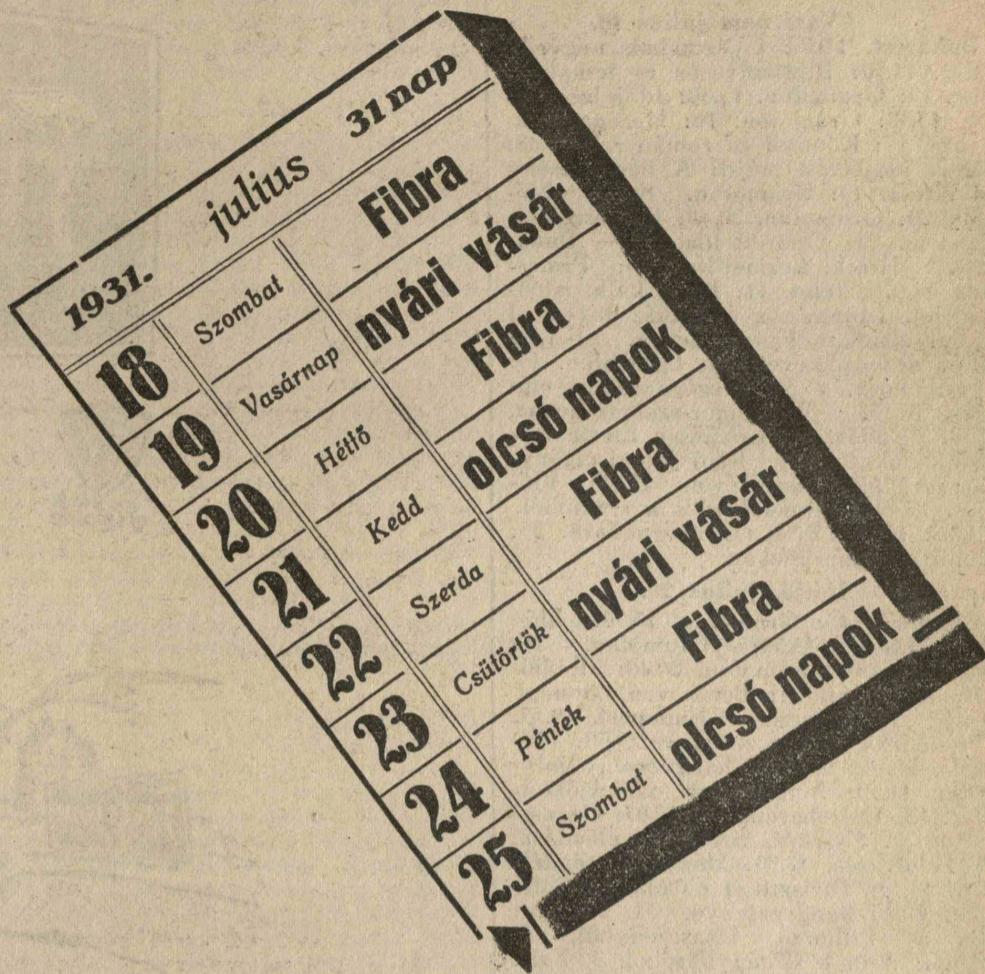 1931. julius 31 nap
18 Szombat Fibra
19 Vasárnap nyári vásár
20 Hétfő Fibra
21 Kedd olcsó napok
22 Szerda Fibra
23 Csütörtök nyári vásár
24 Péntek Fibra
25 Szombat olcsó napok